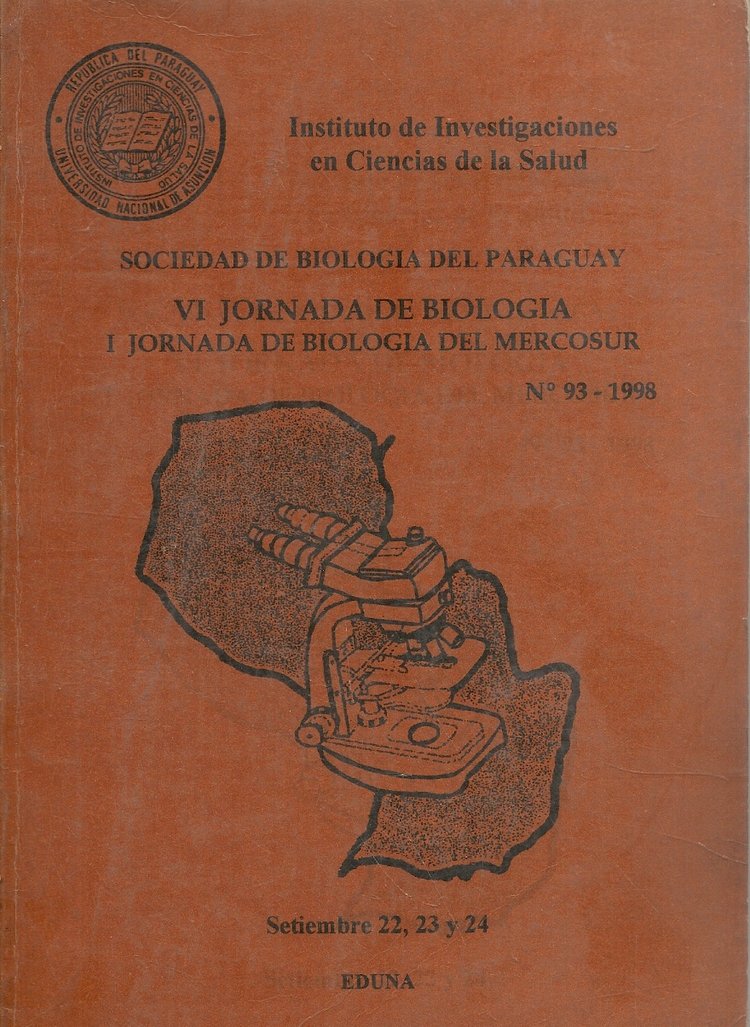 REPUBLICA DEL PARAGUAY
INSTITUTO DE INVESTIGACIONES EN CIENCIAS DE LA SALUD
UNIVERSIDAD NACIONAL DE ASUNCION
Instituto de Investigaciones
en Ciencias de la Salud
SOCIEDAD DE BIOLOGIA DEL PARAGUAY
VI JORNADA DE BIOLOGIA
I JORNADA DE BIOLOGIA DEL MERCOSUR
N° 93 - 1998
Setiembre 22, 23 y 24
EDUNA